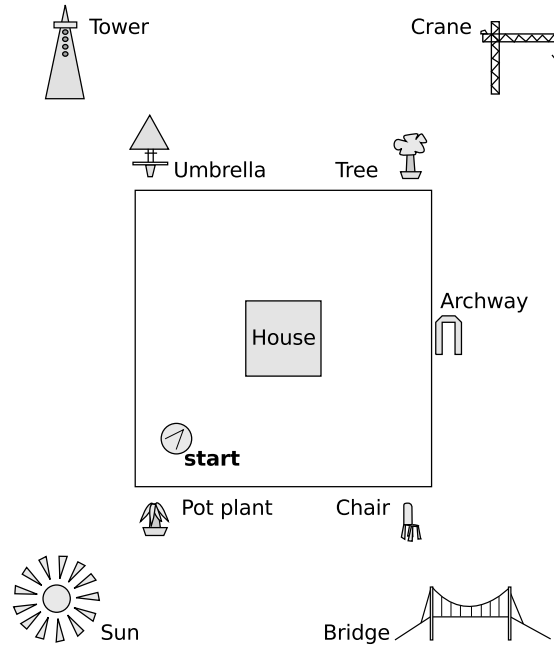 Tower
Crane
Umbrella
Tree
Archway
House
start
Pot plant
Chair
Sun
Bridge